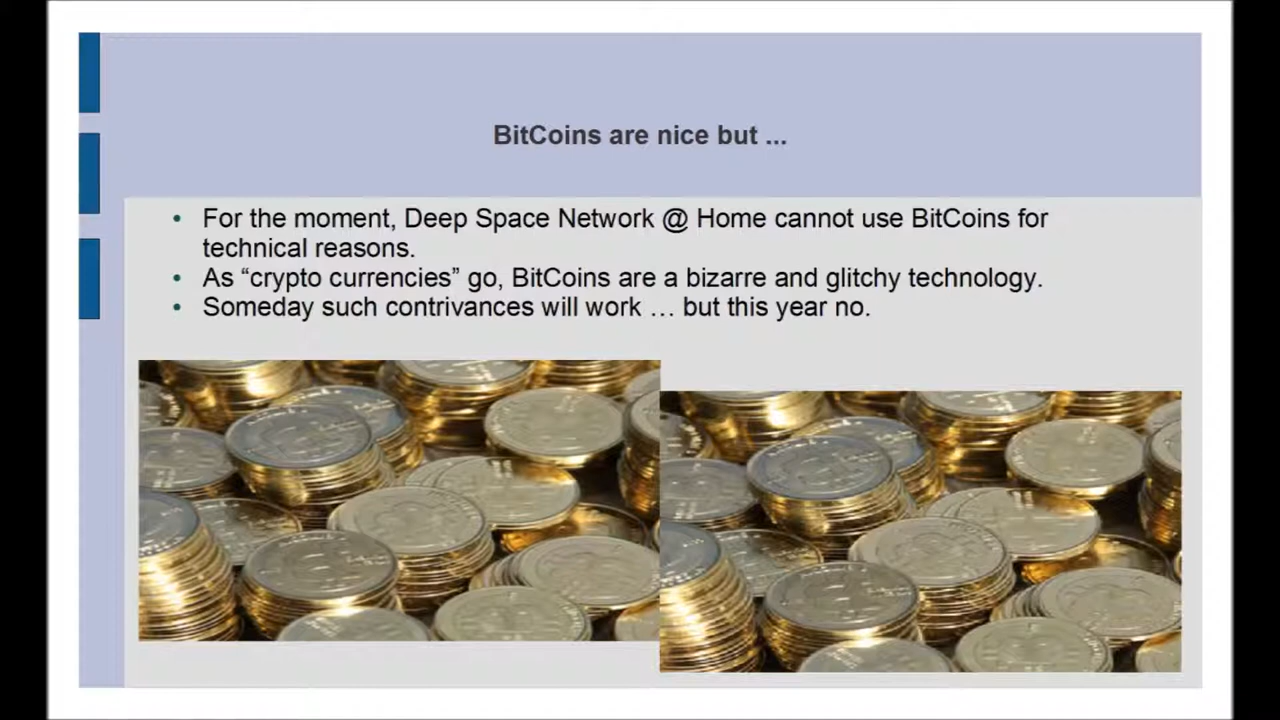 BitCoins are nice but ...
• For the moment, Deep Space Network @ Home cannot use BitCoins for
technical reasons.
• As “crypto currencies” go, BitCoins are a bizarre and glitchy technology.
• Someday such contrivances will work … but this year no.